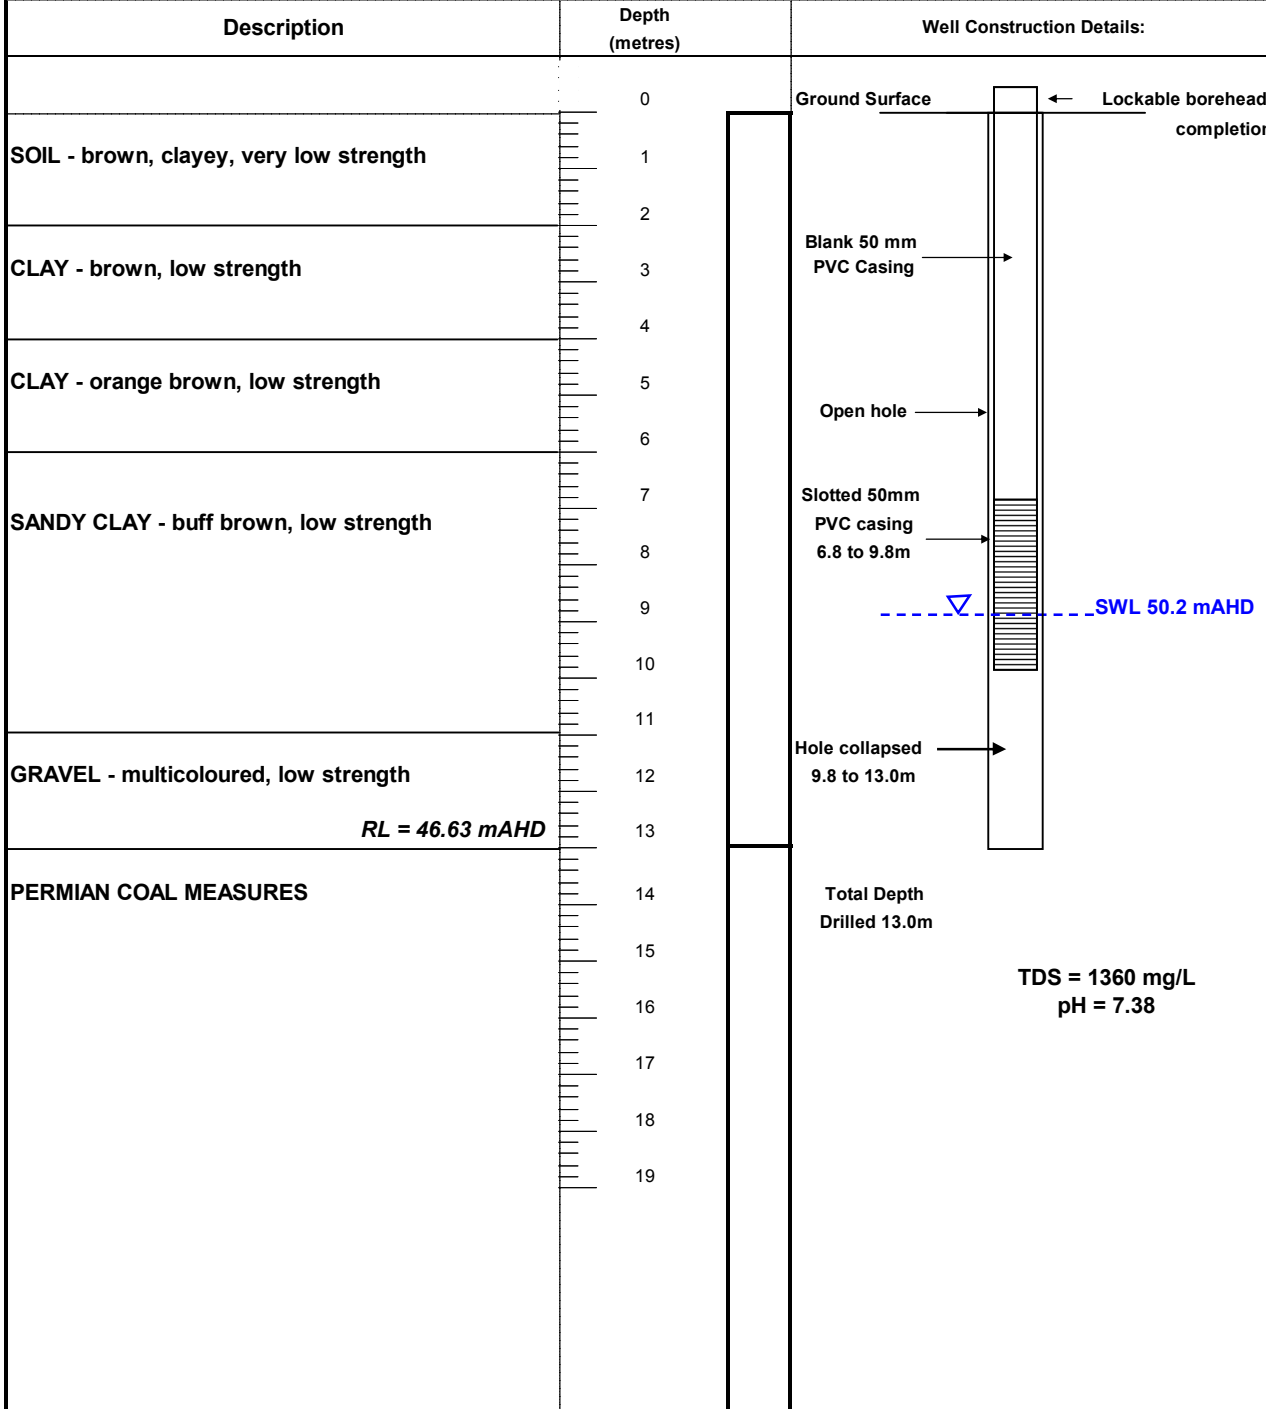 Description
Depth
(metres)
Well Construction Details:
0
Ground Surface
Lockable borehead
completion
SOIL - brown, clayey, very low strength
1
2
Blank 50 mm
PVC Casing
CLAY - brown, low strength
3
4
CLAY - orange brown, low strength
5
Open hole
6
7
Slotted 50mm
PVC casing
6.8 to 9.8m
SANDY CLAY - buff brown, low strength
8
9
SWL 50.2 mAHD
10
11
Hole collapsed
9.8 to 13.0m
GRAVEL - multicoloured, low strength
12
RL = 46.63 mAHD
13
PERMIAN COAL MEASURES
14
Total Depth
Drilled 13.0m
15
TDS = 1360 mg/L
pH = 7.38
16
17
18
19